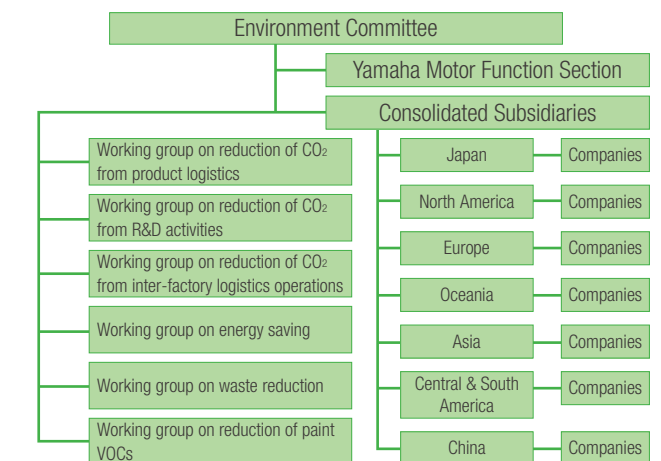 Environment Committee
Yamaha Motor Function Section
Consolidated Subsidiaries
Working group on reduction of CO2
from product logistics
Working group on reduction of CO2
from R&D activities
Working group on reduction of CO2
from inter-factory logistics operations
Working group on energy saving
Working group on waste reduction
Working group on reduction of paint
VOCs
Japan
Companies
North America
Companies
Europe
Companies
Oceania
Companies
Asia
Companies
Central & South
America
Companies
China
Companies